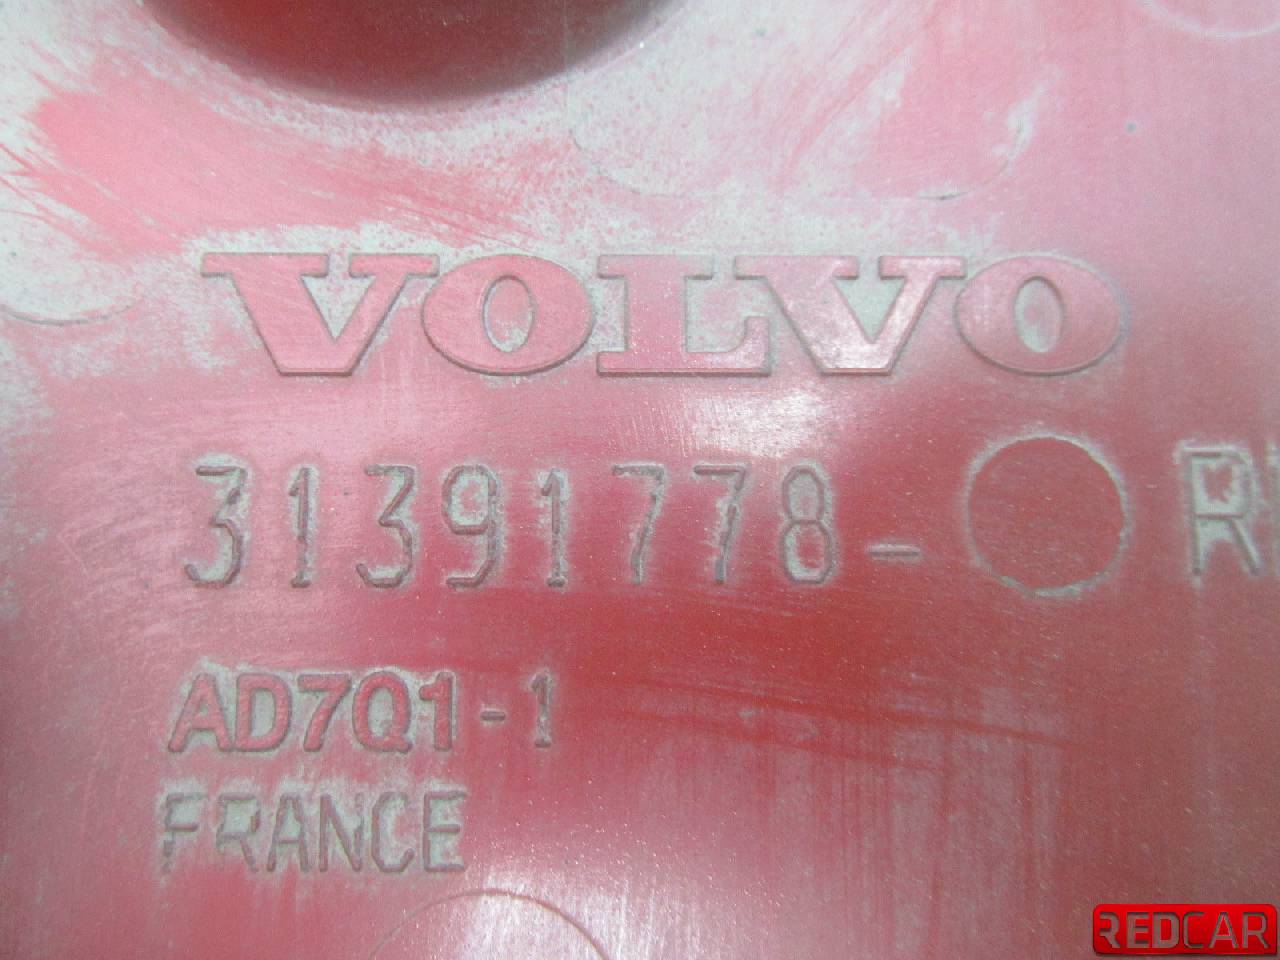 VOLVO
31391778-
AD7Q1-1
FRANCE
REDCAR